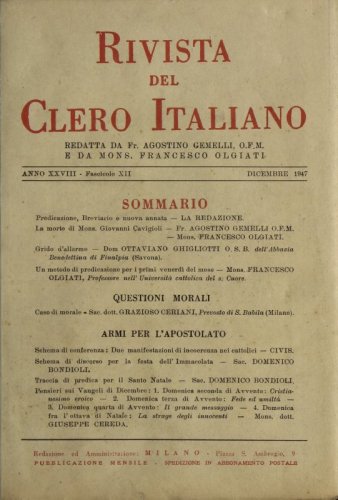 RIVISTA
DEL
CLERO ITALIANO
REDATTA DA Fr. AGOSTINO GEMELLI, O.F.M.
E DA MONS. FRANCESCO OLGIATI
ANNO XXVIII - Fascicolo XII DICEMBRE 1947
SOMMARIO
Predicazione, Breviario e nuova annata — LA REDAZIONE.
La morte di Mons. Giovanni Cavigioli — Fr. AGOSTINO GEMELLI O.F.M.
— Mons. FRANCESCO OLGIATI.
Grido d'allarme — Dom OTTAVIANO GHIGLIOTTI O. S. B. dell'Abbazia
Benedettina di Finalpia (Savona).
Un metodo di predicazione per i primi venerdì del mese — Mons. FRANCESCO
OLGIATI, Professore nell'Università cattolica del s. Cuore.
QUESTIONI MORALI
Caso di morale - Sac. dott. GRAZIOSO CERIANI, Prevosto di S. Babila (Milano).
ARMI PER L'APOSTOLATO
Schema di conferenza: Due manifestazioni di incoerenza nei cattolici — CIVIS.
Schema di discorso per la festa dell'Immacolata — Sac. DOMENICO
BONDIOLI.
Traccia di predica per il Santo Natale — Sac. DOMENICO BONDIOLI.
Pensieri sui Vangeli di Dicembre: 1. Domenica seconda di Avvento: Cristia-
nesimo eroico — 2. Domenica terza di Avvento: Fede ed umiltà —
3. Domenica quarta di Avvento: Il grande messaggio — 4. Domenica
fra l'ottava di Natale: La strage degli innocenti — Mons. dott.
GIUSEPPE CEREDA.
Redazione ed Amministrazione: MILANO - Piazza S. Ambrogio, 9
PUBBLICAZIONE MENSILE - SPEDIZIONE IN ABBONAMENTO POSTALE